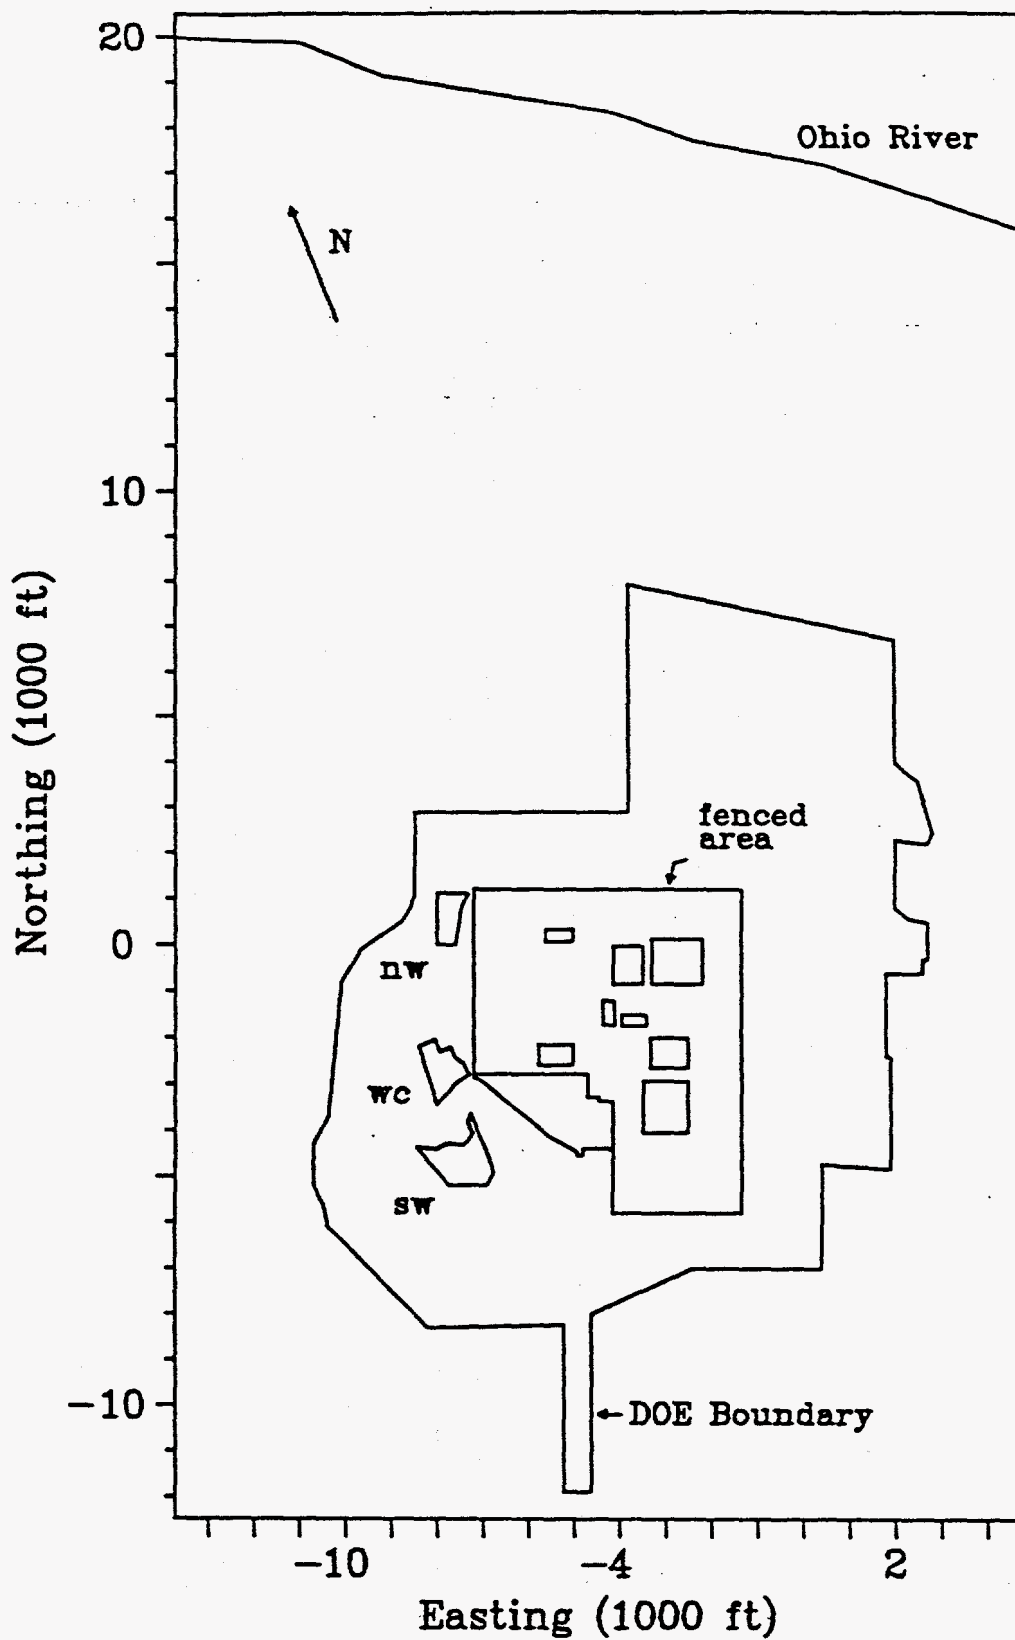 20
Ohio River
N
10
Northing (1000 ft)
fenced
area
0
nw
wc
sw
-10
DOE Boundary
-10
-4
2
Easting (1000 ft)